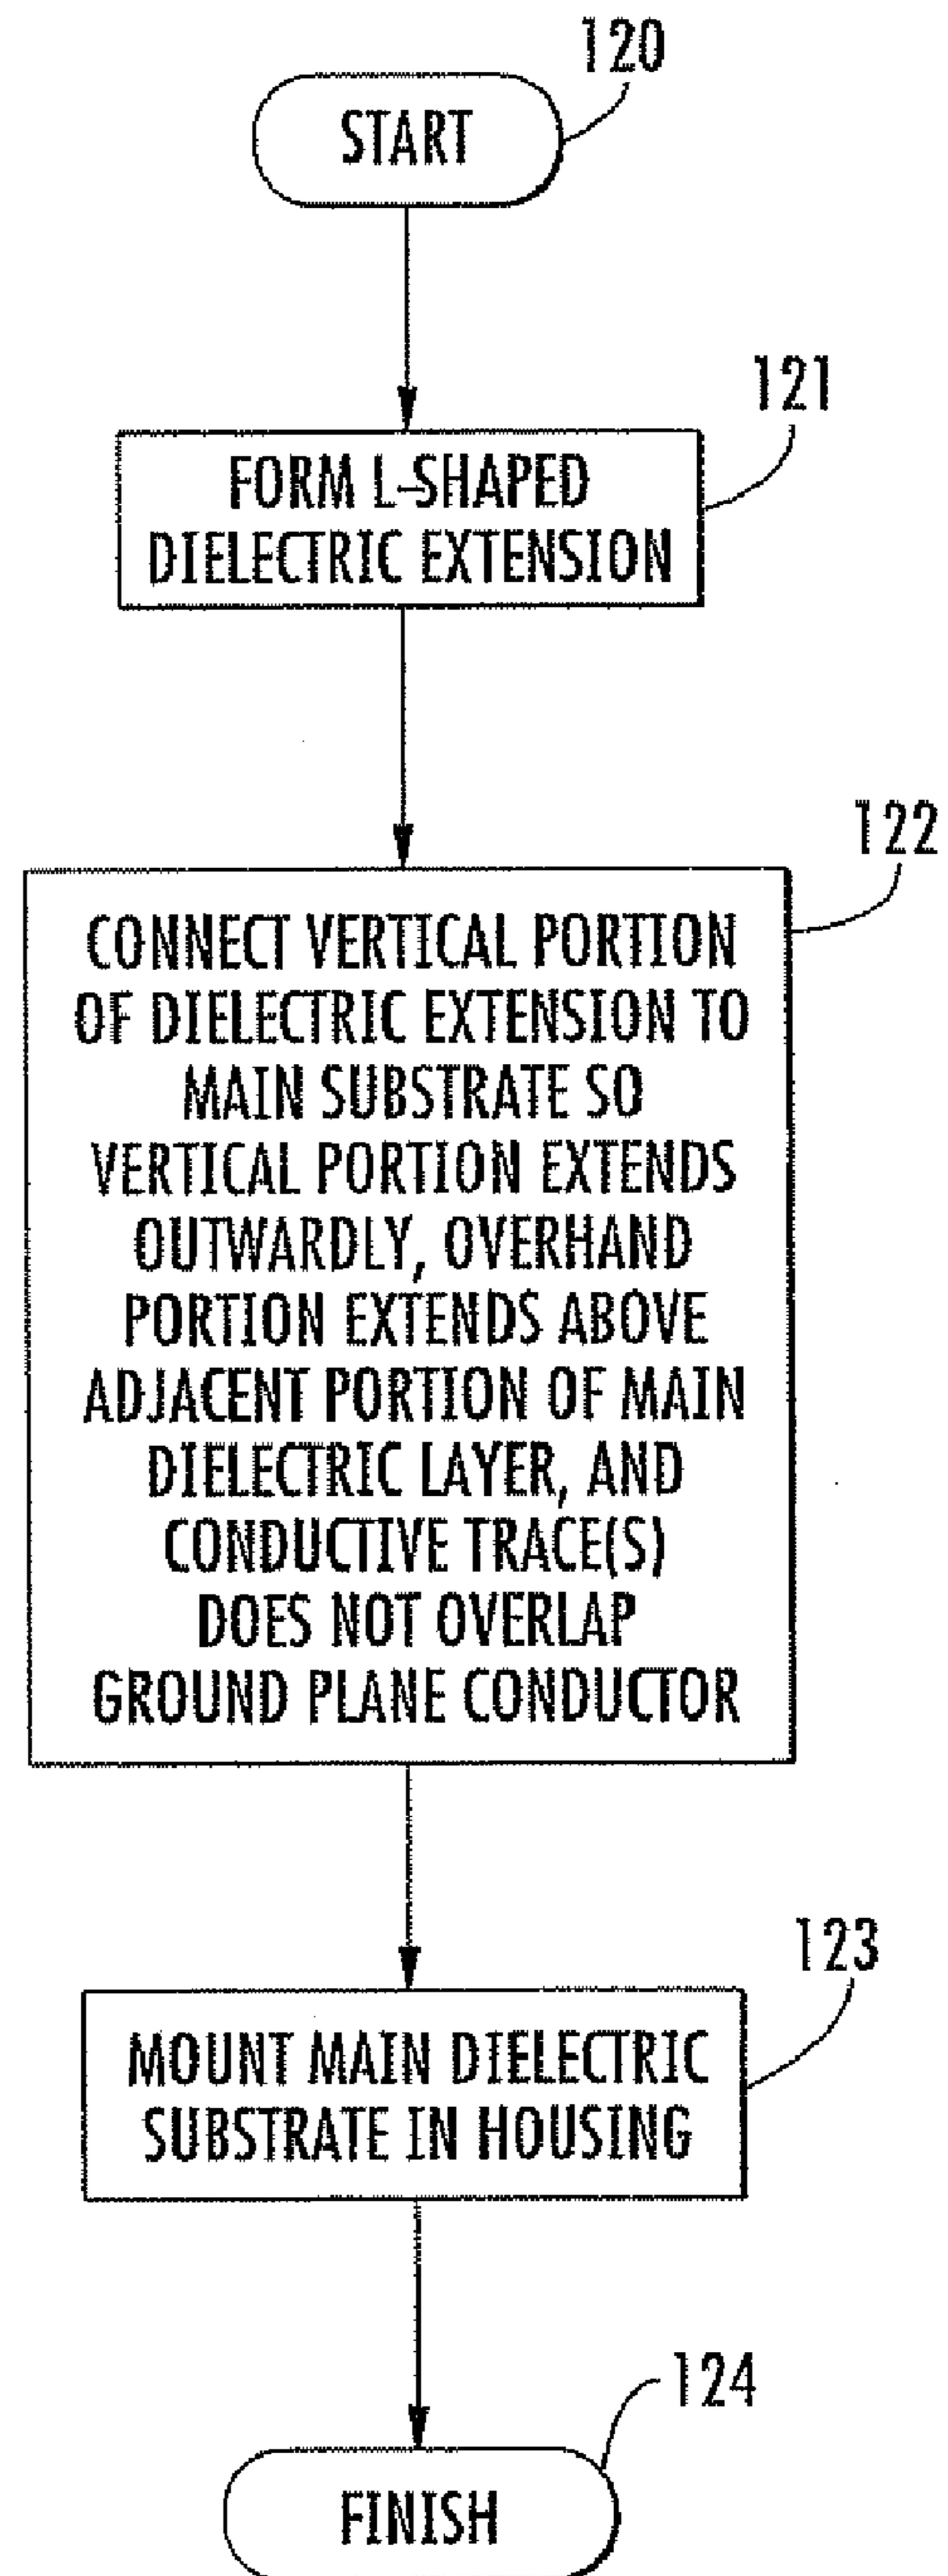 120
START
121
FORM L-SHAPED
DIELECTRIC EXTENSION
122
CONNECT VERTICAL PORTION
OF DIELECTRIC EXTENSION TO
MAIN SUBSTRATE SO
VERTICAL PORTION EXTENDS
OUTWARDLY, OVERHAND
PORTION EXTENDS ABOVE
ADJACENT PORTION OF MAIN
DIELECTRIC LAYER, AND
CONDUCTIVE TRACE(S)
DOES NOT OVERLAP
GROUND PLANE CONDUCTOR
123
MOUNT MAIN DIELECTRIC
SUBSTRATE IN HOUSING
124
FINISH